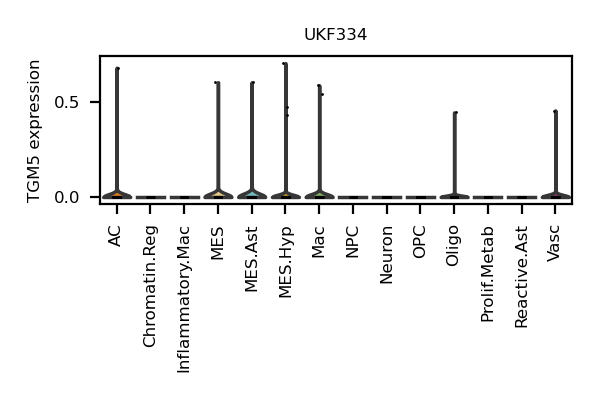 UKF334
TGM5 expression
0.5
0.0
AC
Chromatin.Reg
Inflammatory.Mac
MES
MES.Ast
MES.Hyp
Mac
NPC
Neuron
OPC
Oligo
Prolif.Metab
Reactive.Ast
Vasc